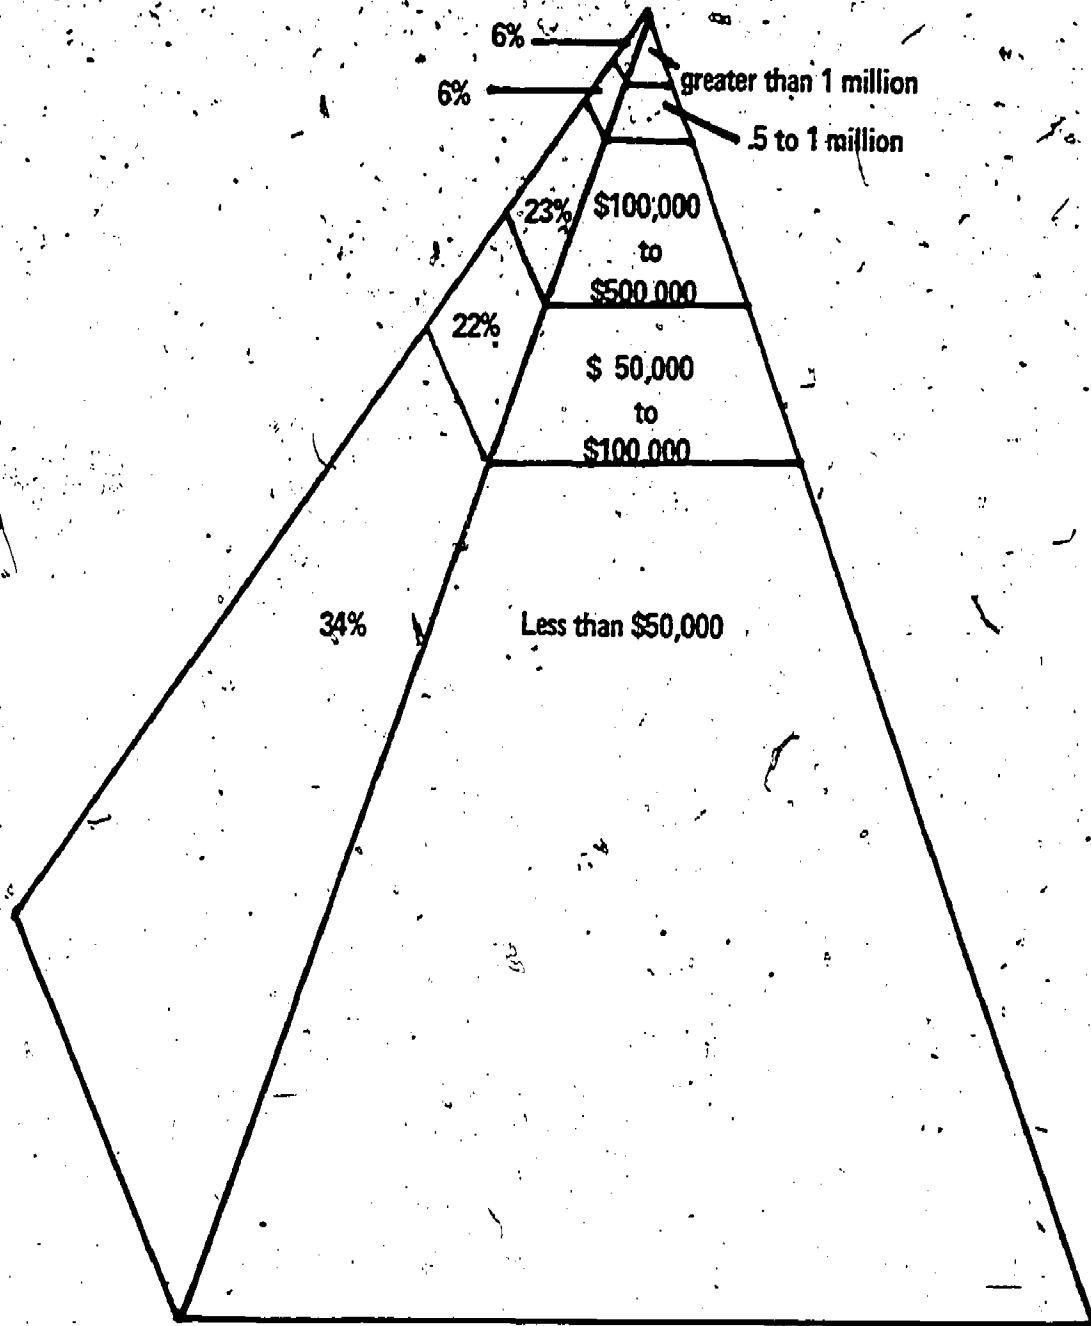 6%
greater than 1 million
6%
.5 to 1 million
23%
$100,000
to
$500,000
22%
$ 50,000
to
$100,000
34%
Less than $50,000